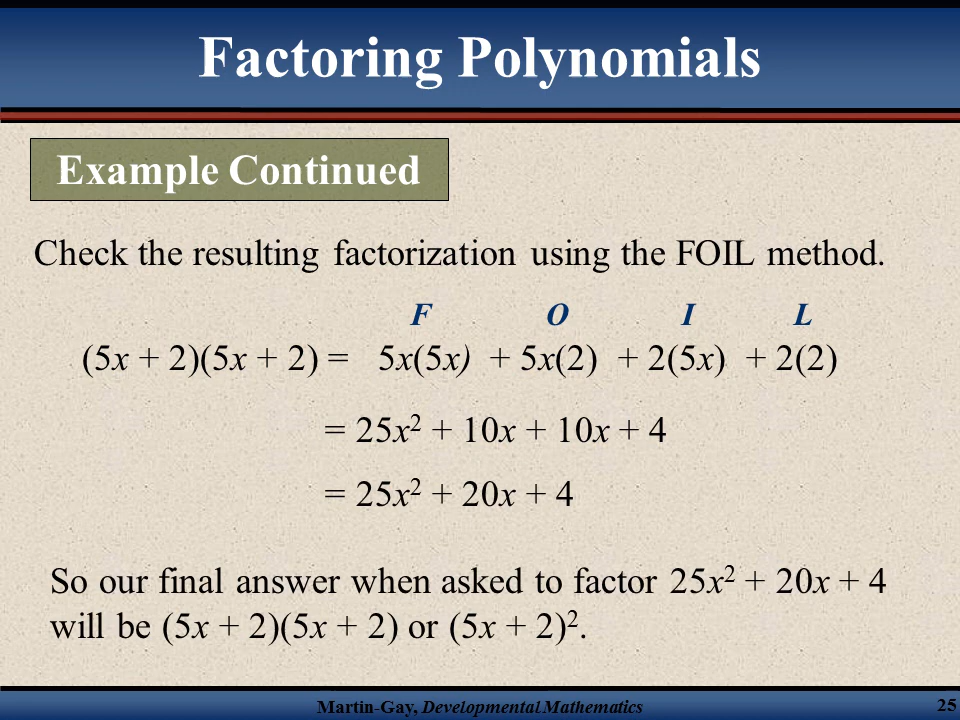 Factoring Polynomials
Example Continued
Check the resulting factorization using the FOIL method.
F O I L
(5x + 2)(5x + 2) = 5x(5x) + 5x(2) + 2(5x) + 2(2)
= 25x² + 10x + 10x + 4
= 25x² + 20x + 4
So our final answer when asked to factor 25x² + 20x + 4
will be (5x + 2)(5x + 2) or (5x + 2)².
Martin-Gay, Developmental Mathematics 25